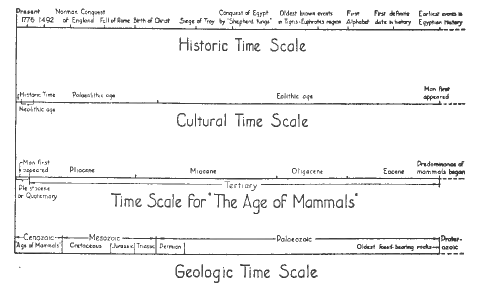 Present Norman Conquest Conquest of Egypt Oldest known events First First definite Earliest events in
1776 1492 of England Fall of Rome Birth of Christ Siege of Troy by "Shepherd Kings" in Tigris-Euphrates region Alphabet date in history Egyptian History
Historic Time Scale
Man first
Historic Time Palaeolithic age Eolithic age appeared
Neolithic age
Cultural Time Scale
Man first Predominance of
appeared Pliocene Miocene Oligocene Eocene mammals began
Tertiary
Pleistocene
or Quaternary
Time Scale for "The Age of Mammals"
Cenozoic Mesozoic Palaeozoic Proter-
"Age of Mammals" Cretaceous Jurassic Triassic Permian Oldest fossil-bearing rocks ozoic
Geologic Time Scale